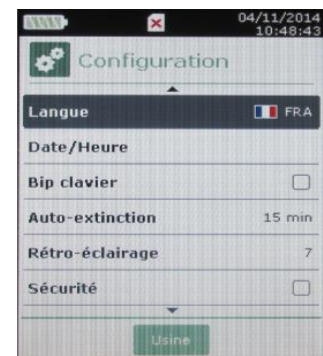 04/11/2014
10:48:43
Configuration
Langue FRA
Date/Heure
Bip clavier
Auto-extinction 15 min
Rétro-éclairage 7
Sécurité
Usine